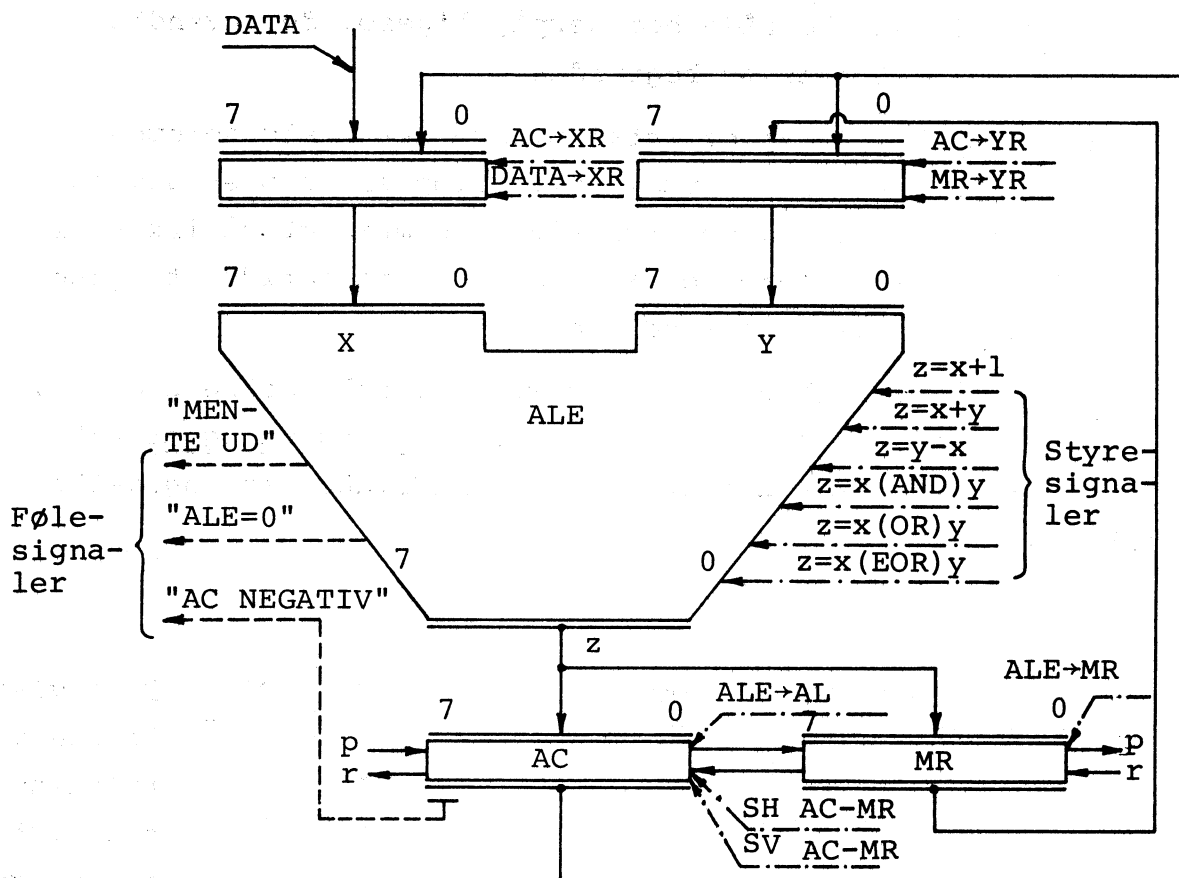 DATA
7 0 7 0
AC→XR AC→YR
DATA→XR MR→YR
7 0 7 0
X Y
z=x+1
"MEN-
TE UD"
ALE
z=x+y
z=y-x
z=x(AND)y
z=x(OR)y
z=x(EOR)y
Styre-
signa-
ler
Føle-
signa-
ler
"ALE=0"
7 0
"AC NEGATIV"
z
ALE→AL ALE→MR
7 0 7 0
p AC MR p
r r
SH AC-MR
SV AC-MR